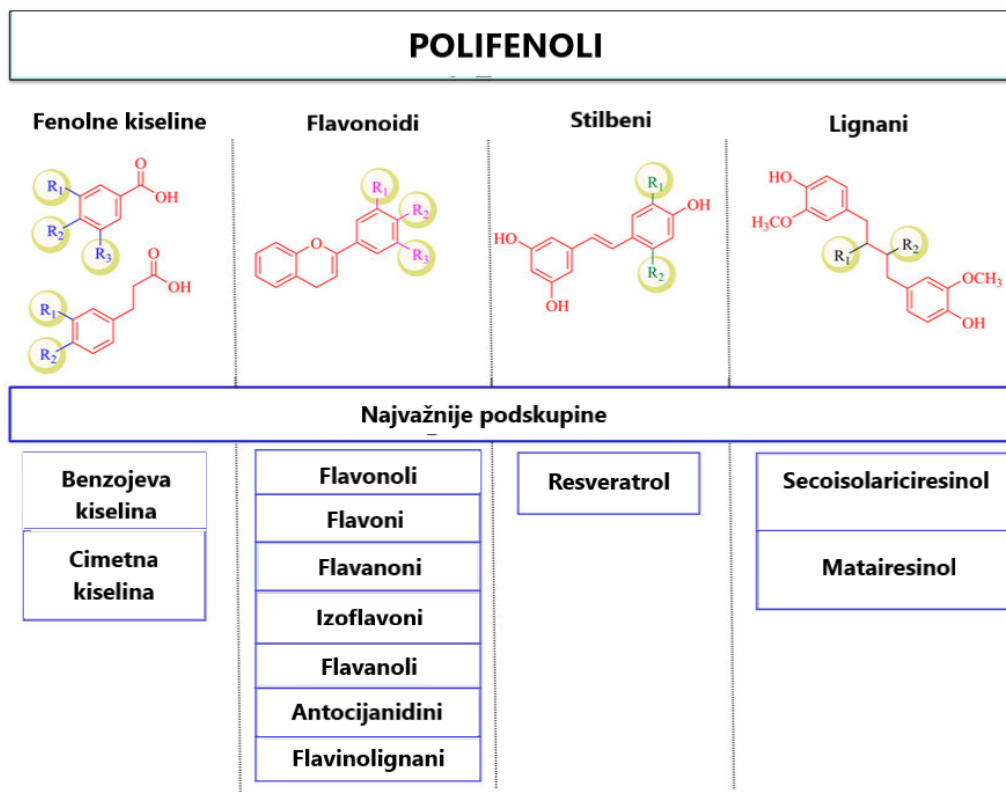 POLIFENOLI
Fenolne kiseline
Flavonoidi
Stilbeni
Lignani
R1
O
OH
R2
R3
O
OH
R1
R2
R1
R2
O
R3
R1
OH
HO
R2
OH
HO
H3CO
R2
R1
OCH3
OH
Najvažnije podskupine
Benzojeva
kiselina
Cimetna
kiselina
Flavonoli
Flavoni
Flavanoni
Izoflavoni
Flavanoli
Antocijanidini
Flavinolignani
Resveratrol
Secoisolariciresinol
Matairesinol